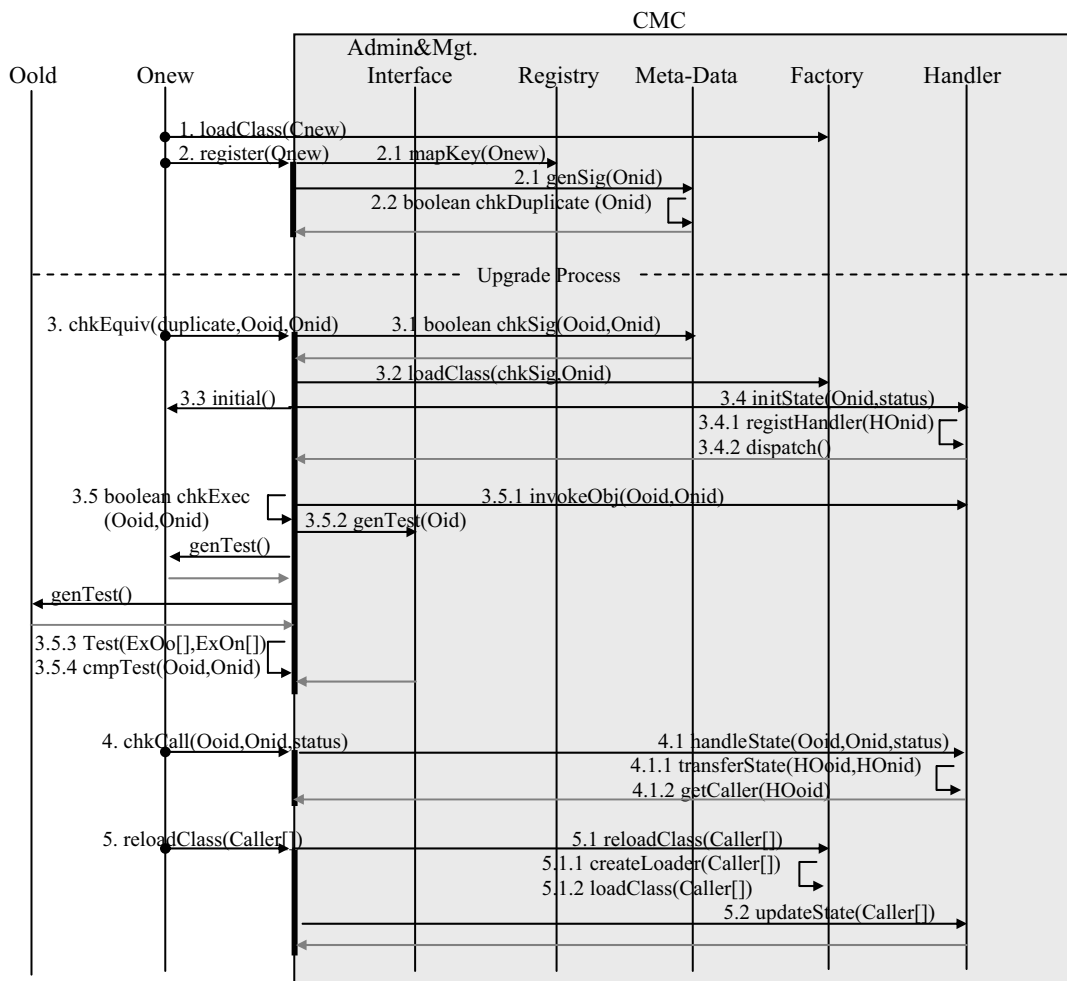 CMC
Admin&Mgt.
Oold Onew Interface Registry Meta-Data Factory Handler
1. loadClass(Cnew)
2. register(Onew) 2.1 mapKey(Onew)
2.1 genSig(Onid)
2.2 boolean chkDuplicate (Onid)
Upgrade Process
3. chkEquiv(duplicate,Ooid,Onid) 3.1 boolean chkSig(Ooid,Onid)
3.2 loadClass(chkSig,Onid)
3.3 initial() 3.4 initState(Onid,status)
3.4.1 registHandler(HOnid)
3.4.2 dispatch()
3.5 boolean chkExec 3.5.1 invokeObj(Ooid,Onid)
(Ooid,Onid) 3.5.2 genTest(Oid)
genTest()
genTest()
3.5.3 Test(ExOo[],ExOn[])
3.5.4 cmpTest(Ooid,Onid)
4. chkCall(Ooid,Onid,status) 4.1 handleState(Ooid,Onid,status)
4.1.1 transferState(HOoid,HOnid)
4.1.2 getCaller(HOoid)
5. reloadClass(Caller[]) 5.1 reloadClass(Caller[])
5.1.1 createLoader(Caller[])
5.1.2 loadClass(Caller[])
5.2 updateState(Caller[])